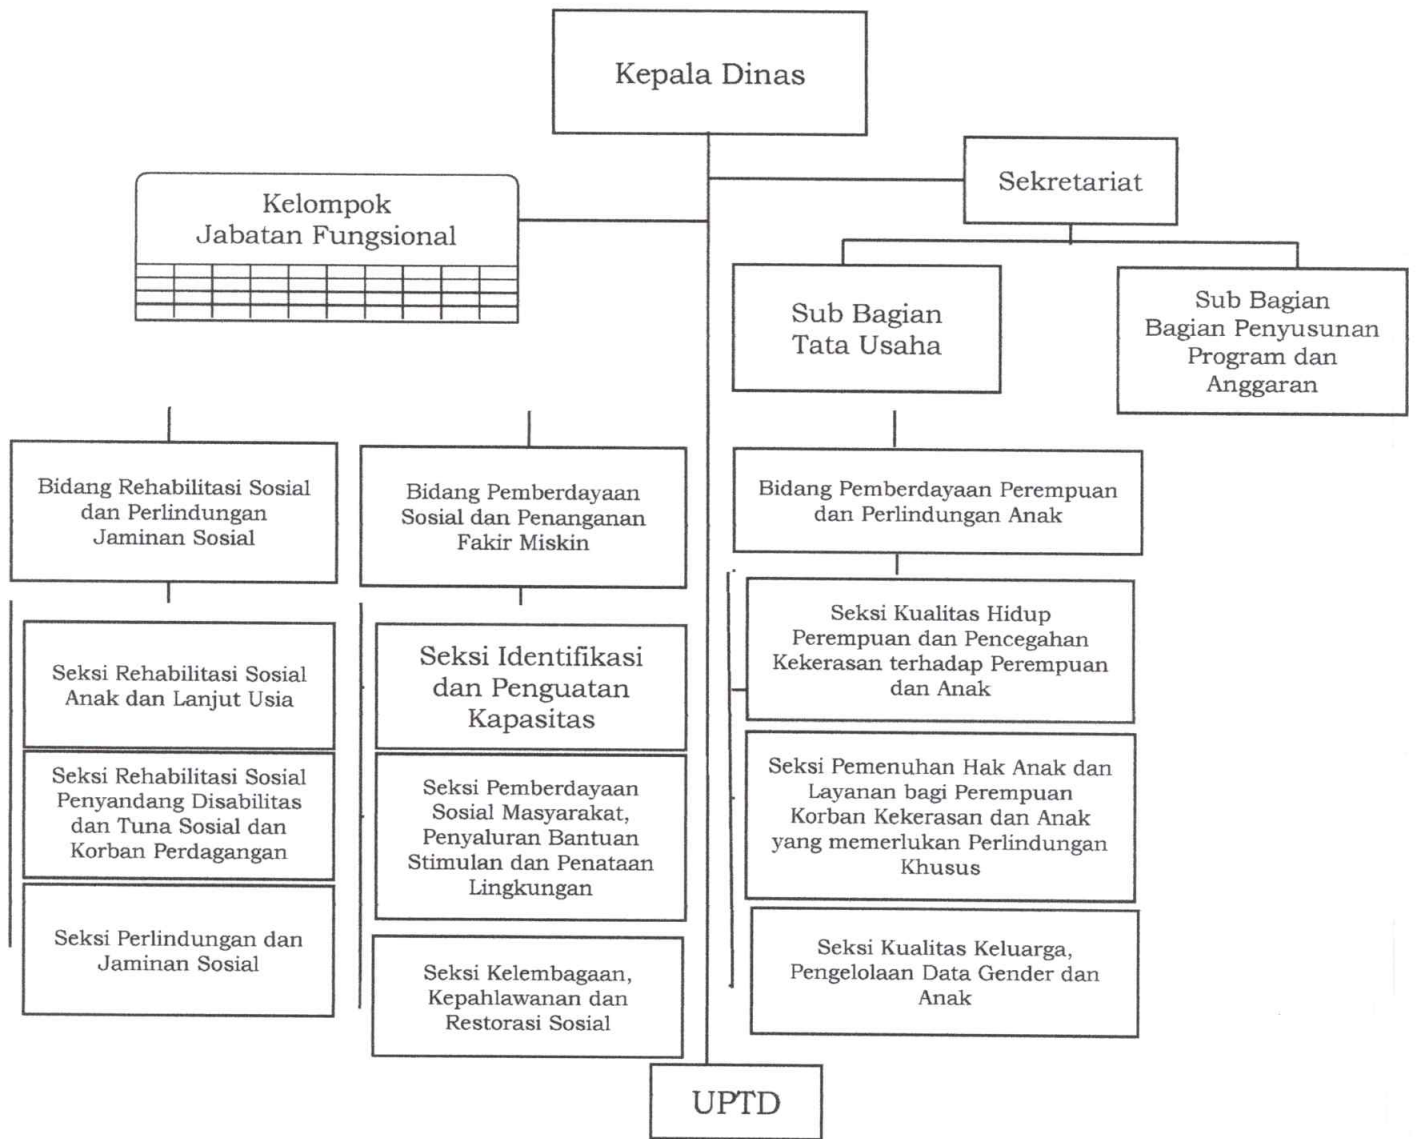 Kepala Dinas
Sekretariat
Kelompok
Jabatan Fungsional
Sub Bagian
Tata Usaha
Sub Bagian
Bagian Penyusunan
Program dan
Anggaran
Bidang Rehabilitasi Sosial
dan Perlindungan
Jaminan Sosial
Bidang Pemberdayaan
Sosial dan Penanganan
Fakir Miskin
Bidang Pemberdayaan Perempuan
dan Perlindungan Anak
Seksi Rehabilitasi Sosial
Anak dan Lanjut Usia
Seksi Rehabilitasi Sosial
Penyandang Disabilitas
dan Tuna Sosial dan
Korban Perdagangan
Seksi Perlindungan dan
Jaminan Sosial
Seksi Identifikasi
dan Penguatan
Kapasitas
Seksi Pemberdayaan
Sosial Masyarakat,
Penyaluran Bantuan
Stimulan dan Penataan
Lingkungan
Seksi Kelembagaan,
Kepahlawanan dan
Restorasi Sosial
Seksi Kualitas Hidup
Perempuan dan Pencegahan
Kekerasan terhadap Perempuan
dan Anak
Seksi Pemenuhan Hak Anak dan
Layanan bagi Perempuan
Korban Kekerasan dan Anak
yang memerlukan Perlindungan
Khusus
Seksi Kualitas Keluarga,
Pengelolaan Data Gender dan
Anak
UPTD